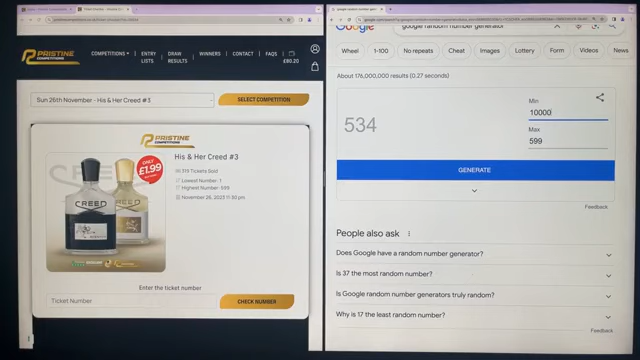 PRISTINE
COMPETITIONS
COMPETITIONS
ENTRY LISTS
DRAW RESULTS
WINNERS
CONTACT
FAQS
£80.20
Sun 26th November - His & Her Creed #3
SELECT COMPETITION
PRISTINE
COMPETITIONS
ONLY
£1.99
CREED
CREED
CREED
His & Her Creed #3
319 Tickets Sold
Lowest Number: 1
Highest Number: 599
November 26, 2023 11:30 pm
Enter the ticket number
Ticket Number
CHECK NUMBER
Google
google random number generator
Wheel
1-100
No repeats
Cheat
Images
Lottery
Form
Videos
News
About 176,000,000 results (0.27 seconds)
534
Min
10000
Max
599
GENERATE
Feedback
People also ask
Does Google have a random number generator?
Is 37 the most random number?
Is Google random number generators truly random?
Why is 17 the least random number?
Feedback